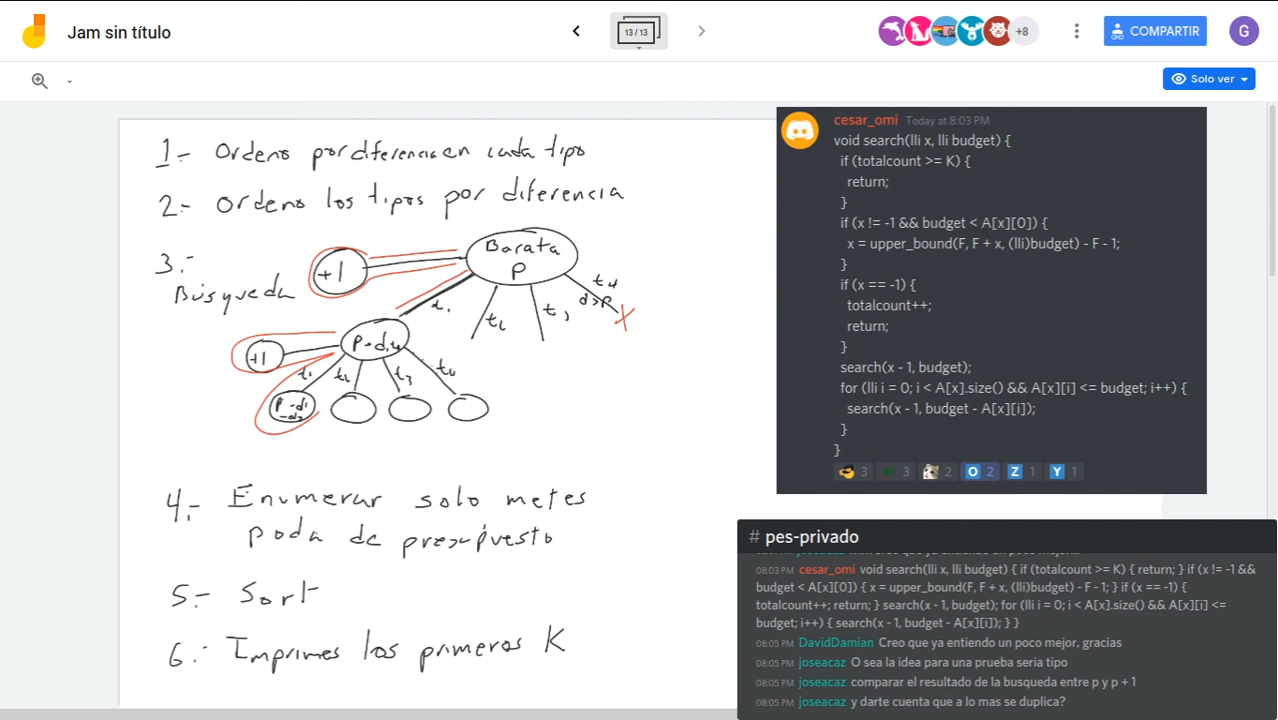 Jam sin título
13 / 13
+8
COMPARTIR
G
Solo ver
1.- Ordeno por diferencia en cada tipo
2.- Ordeno los tipos por diferencia
3.-
Búsqueda
+1
Barata
P
t4
d>P
X
t2
t3
+1
t1
t2
t3
t4
4.- Enumerar solo metes
poda de presupuesto
5.- Sort
6.- Imprimes los primeros K
cesar_omi Today at 8:03 PM
void search(lli x, lli budget) {
if (totalcount >= K) {
return;
}
if (x != -1 && budget < A[x][0]) {
x = upper_bound(F, F + x, (lli)budget) - F - 1;
}
if (x == -1) {
totalcount++;
return;
}
search(x - 1, budget);
for (lli i = 0; i < A[x].size() && A[x][i] <= budget; i++) {
search(x - 1, budget - A[x][i]);
}
}
3 3 2 O 2 Z 1 Y 1
# pes-privado
08:03 PM cesar_omi void search(lli x, lli budget) { if (totalcount >= K) { return; } if (x != -1 &&
budget < A[x][0]) { x = upper_bound(F, F + x, (lli)budget) - F - 1; } if (x == -1) {
totalcount++; return; } search(x - 1, budget); for (lli i = 0; i < A[x].size() && A[x][i] <=
budget; i++) { search(x - 1, budget - A[x][i]); } }
08:05 PM DavidDamian Creo que ya entiendo un poco mejor, gracias
08:05 PM joseacaz O sea la idea para una prueba seria tipo
08:05 PM joseacaz comparar el resultado de la busqueda entre p y p + 1
08:05 PM joseacaz y darte cuenta que a lo mas se duplica?